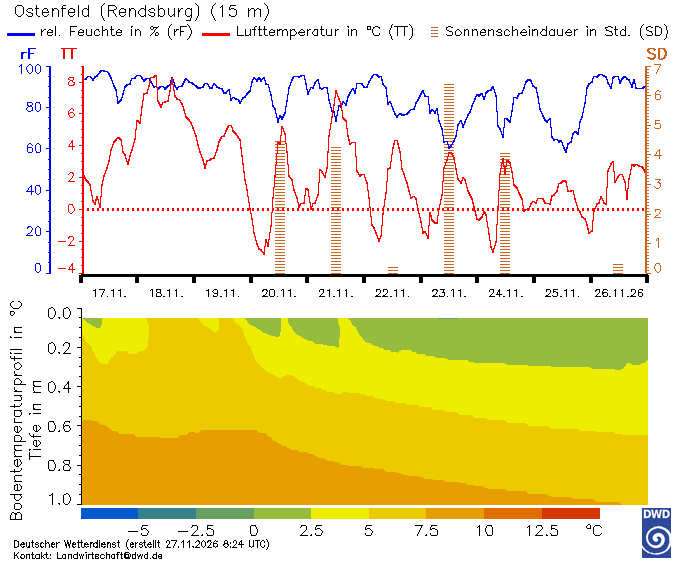 Ostenfeld (Rendsburg) (15 m)
rel. Feuchte in % (rF) Lufttemperatur in °C (TT) Sonnenscheindauer in Std. (SD)
rF TT SD
100 80 60 40 20 0
8 6 4 2 0 −2 −4
7 6 5 4 3 2 1 0
17.11. 18.11. 19.11. 20.11. 21.11. 22.11. 23.11. 24.11. 25.11. 26.11.26
Bodentemperaturprofil in °C
Tiefe in m
0.0
0.2
0.4
0.6
0.8
1.0
−5 −2.5 0 2.5 5 7.5 10 12.5 °C
DWD
Deutscher Wetterdienst (erstellt 27.11.2026 8:24 UTC)
Kontakt: Landwirtschaft@dwd.de